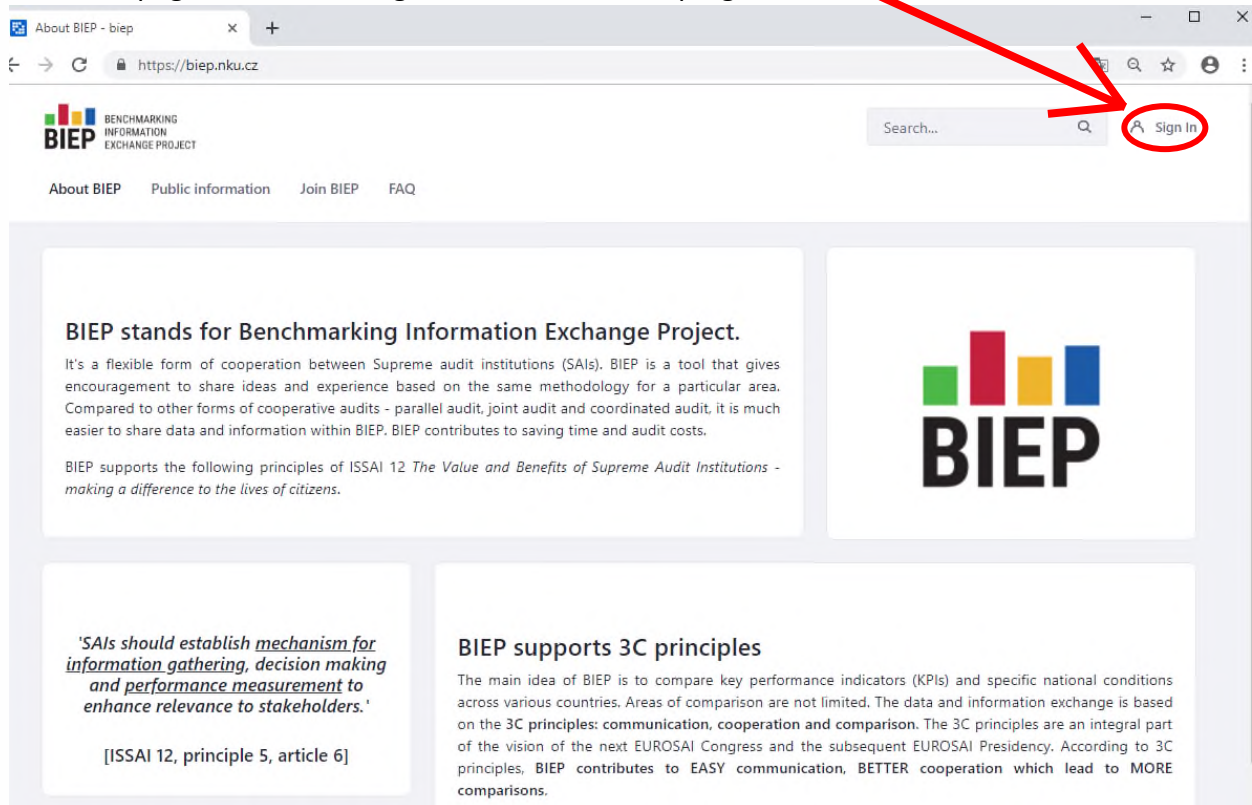 About BIEP - biep
https://biep.nku.cz
BIEP
BENCHMARKING
INFORMATION
EXCHANGE PROJECT
Search...
Sign In
About BIEP Public information Join BIEP FAQ
BIEP stands for Benchmarking Information Exchange Project.
It's a flexible form of cooperation between Supreme audit institutions (SAIs). BIEP is a tool that gives
encouragement to share ideas and experience based on the same methodology for a particular area.
Compared to other forms of cooperative audits - parallel audit, joint audit and coordinated audit, it is much
easier to share data and information within BIEP. BIEP contributes to saving time and audit costs.
BIEP supports the following principles of ISSAI 12 The Value and Benefits of Supreme Audit Institutions -
making a difference to the lives of citizens.
BIEP
'SAIs should establish mechanism for
information gathering, decision making
and performance measurement to
enhance relevance to stakeholders.'
[ISSAI 12, principle 5, article 6]
BIEP supports 3C principles
The main idea of BIEP is to compare key performance indicators (KPIs) and specific national conditions
across various countries. Areas of comparison are not limited. The data and information exchange is based
on the 3C principles: communication, cooperation and comparison. The 3C principles are an integral part
of the vision of the next EUROSAI Congress and the subsequent EUROSAI Presidency. According to 3C
principles, BIEP contributes to EASY communication, BETTER cooperation which lead to MORE
comparisons.